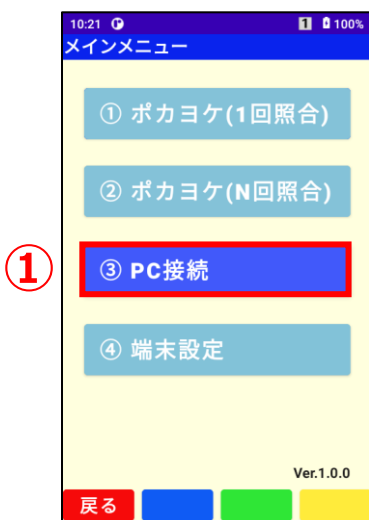 10:21 1 100%
メインメニュー
① ポカヨケ(1回照合)
② ポカヨケ(N回照合)
①
③ PC接続
④ 端末設定
Ver.1.0.0
戻る